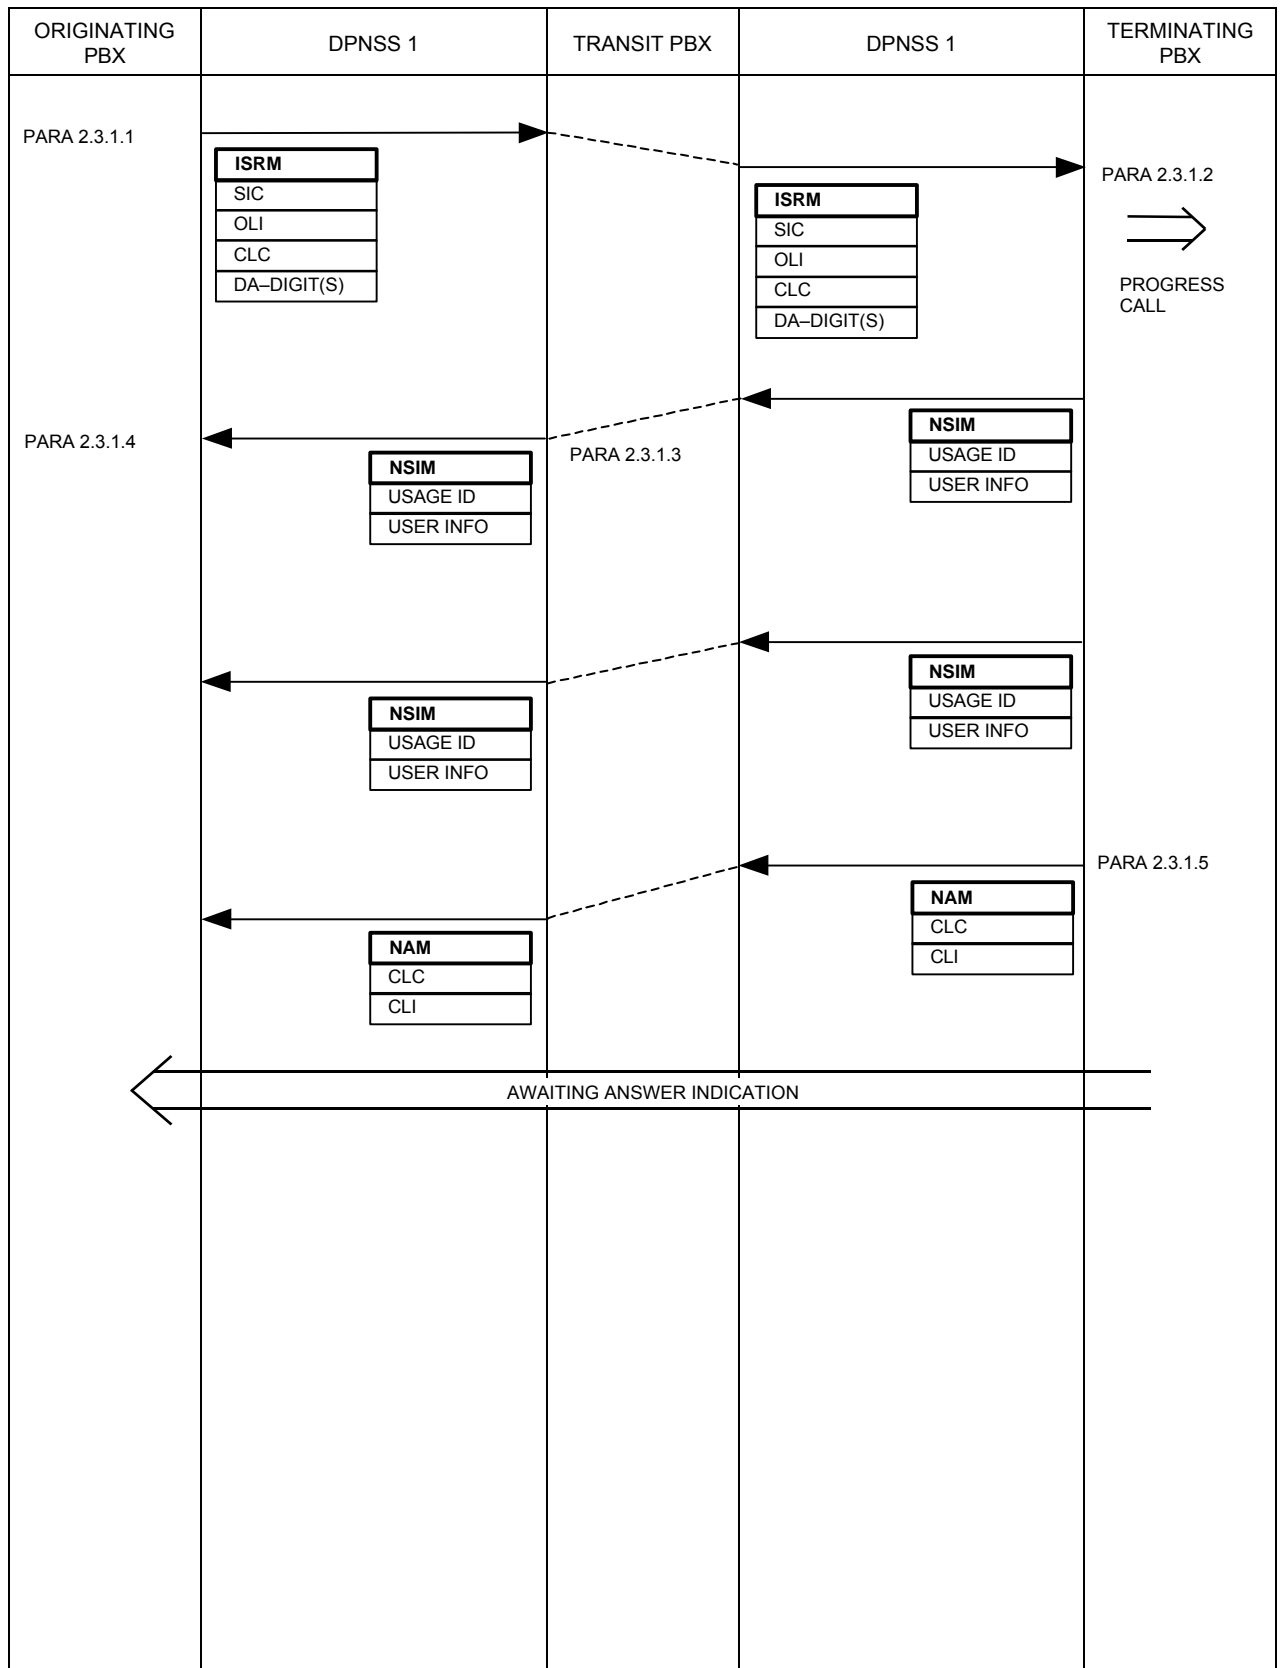 ORIGINATING
PBX
DPNSS 1
TRANSIT PBX
DPNSS 1
TERMINATING
PBX
PARA 2.3.1.1
ISRM
SIC
OLI
CLC
DA–DIGIT(S)
PARA 2.3.1.2
ISRM
SIC
OLI
CLC
DA–DIGIT(S)
PROGRESS
CALL
PARA 2.3.1.4
NSIM
USAGE ID
USER INFO
PARA 2.3.1.3
NSIM
USAGE ID
USER INFO
NSIM
USAGE ID
USER INFO
NSIM
USAGE ID
USER INFO
PARA 2.3.1.5
NAM
CLC
CLI
NAM
CLC
CLI
AWAITING ANSWER INDICATION